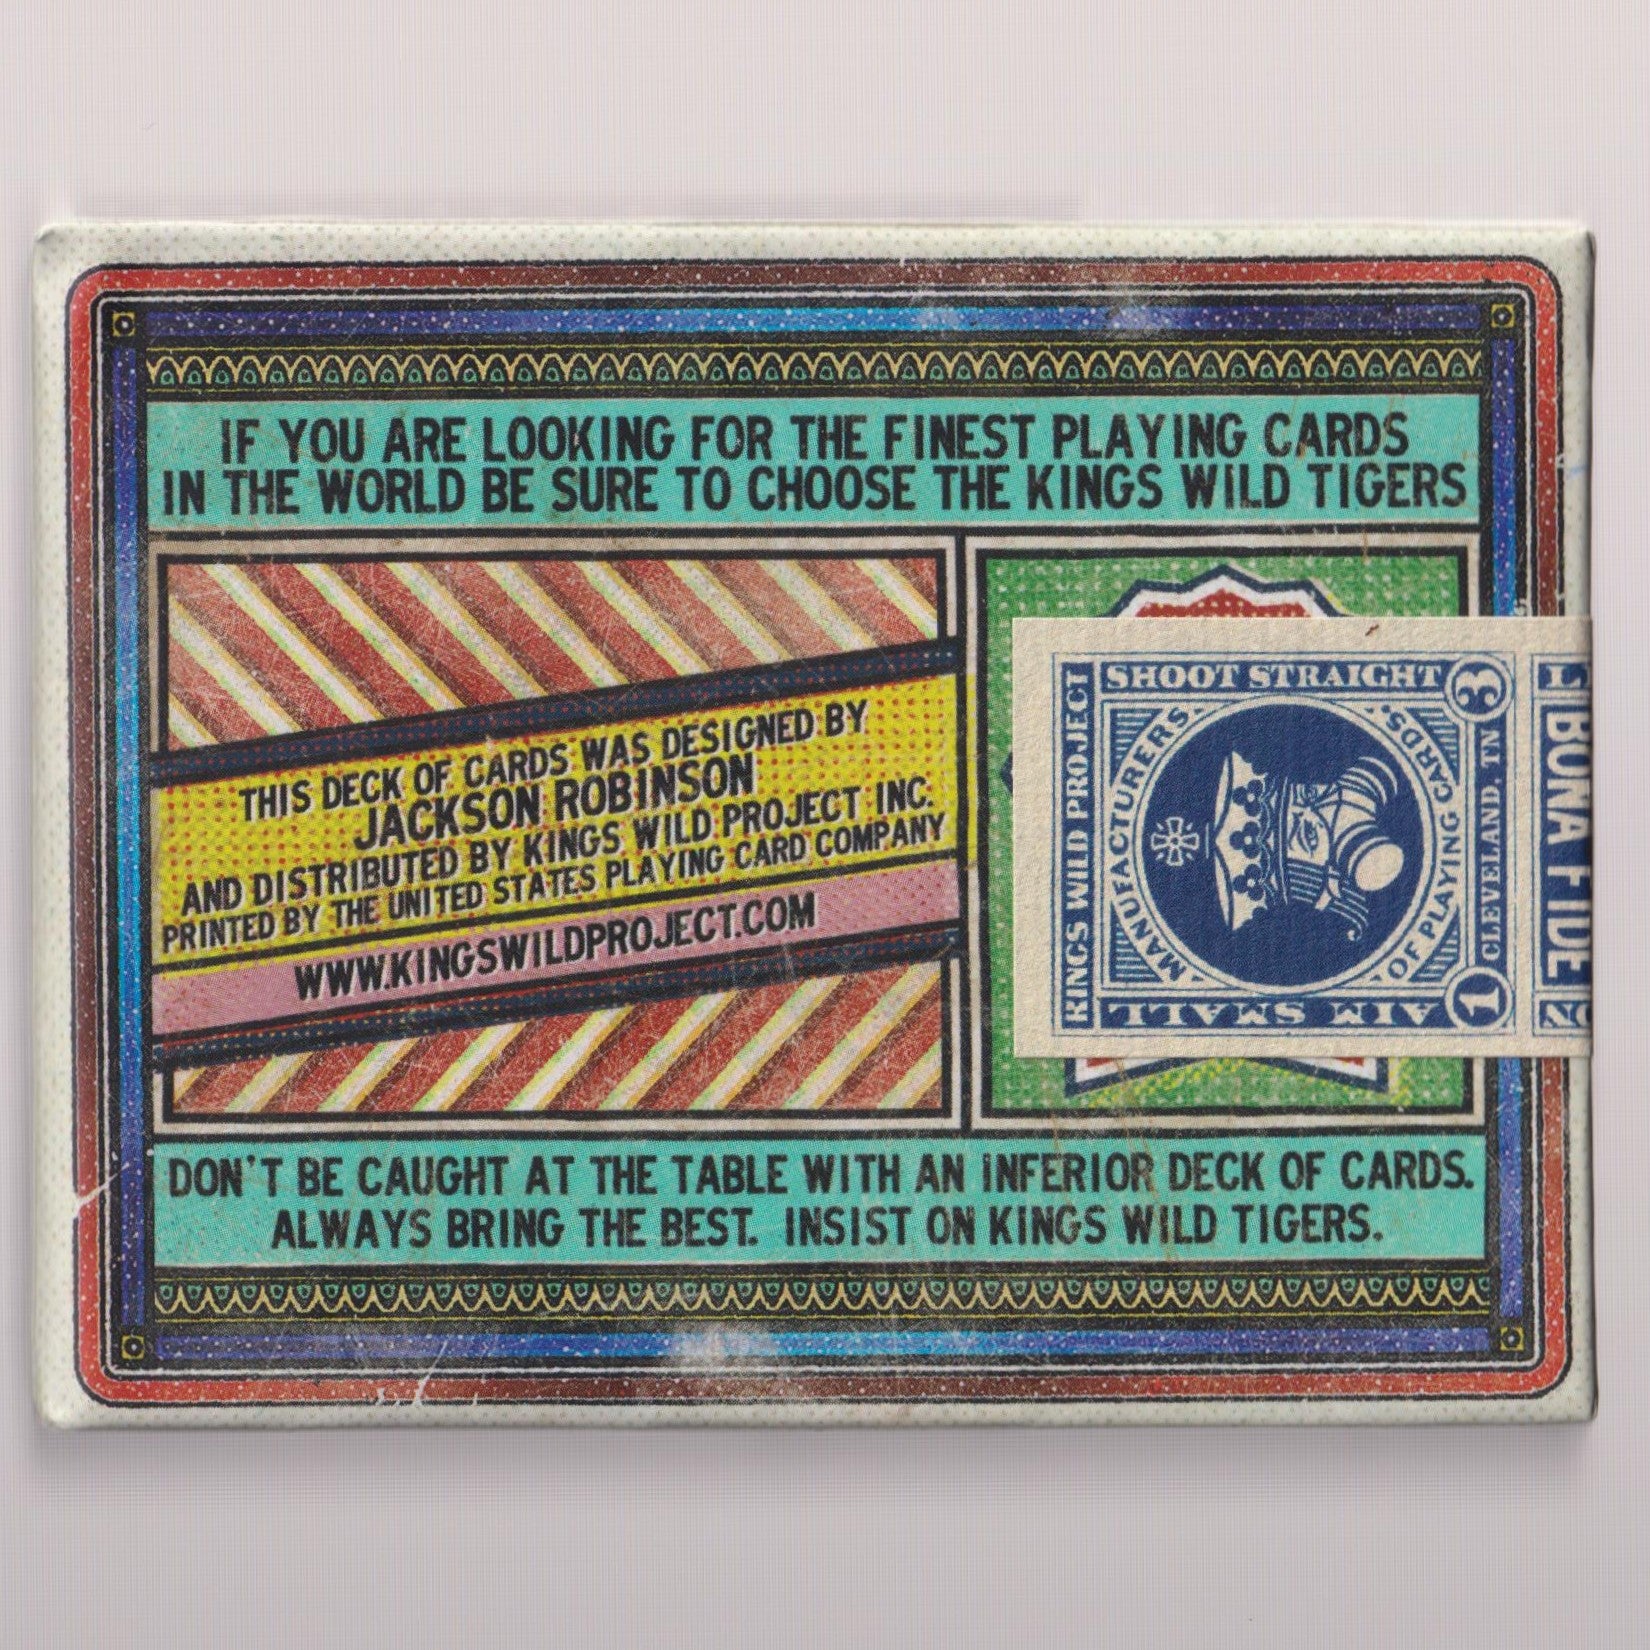 IF YOU ARE LOOKING FOR THE FINEST PLAYING CARDS
IN THE WORLD BE SURE TO CHOOSE THE KINGS WILD TIGERS
THIS DECK OF CARDS WAS DESIGNED BY
JACKSON ROBINSON
AND DISTRIBUTED BY KINGS WILD PROJECT INC.
PRINTED BY THE UNITED STATES PLAYING CARD COMPANY
WWW.KINGSWILDPROJECT.COM
KINGS WILD PROJECT
SHOOT STRAIGHT
3
MANUFACTURERS
OF PLAYING CARDS.
CLEVELAND, TN
1
AIM SMALL
BONA FIDE
DON'T BE CAUGHT AT THE TABLE WITH AN INFERIOR DECK OF CARDS.
ALWAYS BRING THE BEST. INSIST ON KINGS WILD TIGERS.